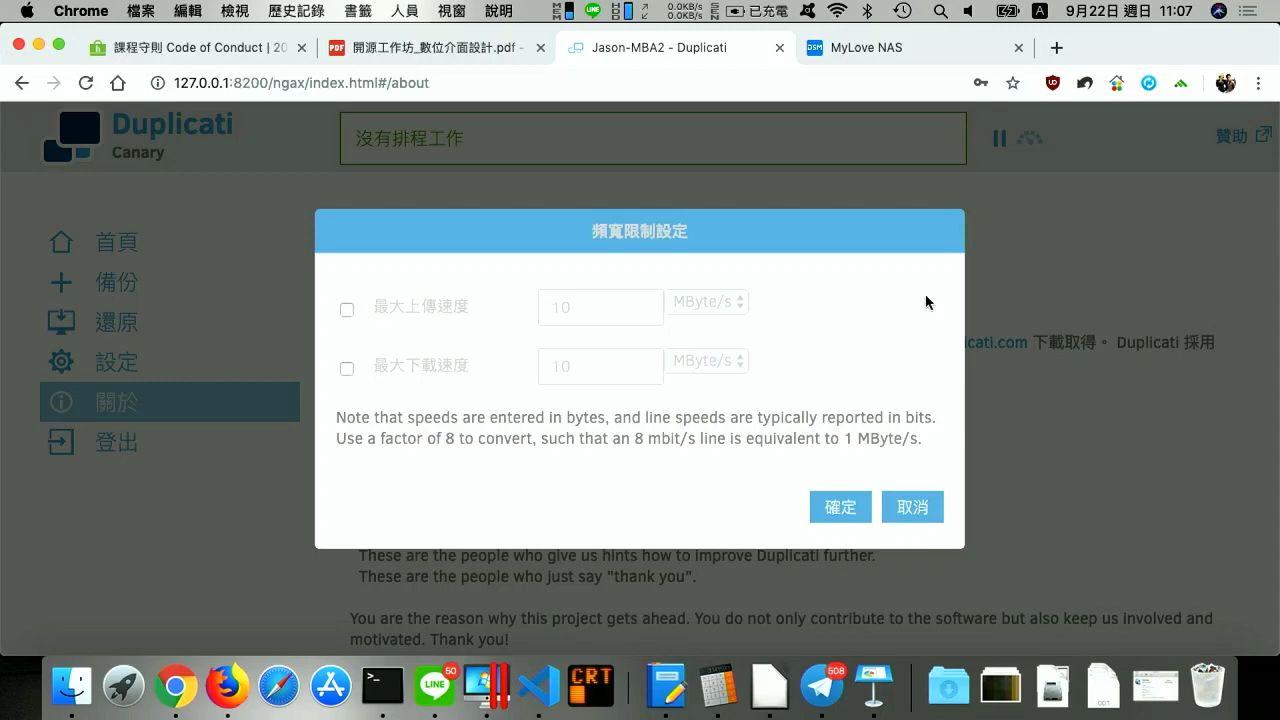 Chrome 檔案 編輯 檢視 歷史記錄 書籤 人員 視窗 說明 0.0KB/s 0.0KB/s 已充電 A 9月22日 週日 11:07
課程守則 Code of Conduct | 20
PDF 開源工作坊_數位介面設計.pdf -
Jason-MBA2 - Duplicati
DSM MyLove NAS
127.0.0.1:8200/ngax/index.html#/about
Duplicati
Canary
沒有排程工作
贊助
首頁
備份
還原
設定
關於
登出
頻寬限制設定
最大上傳速度 10 MByte/s
最大下載速度 10 MByte/s
Note that speeds are entered in bytes, and line speeds are typically reported in bits.
Use a factor of 8 to convert, such that an 8 mbit/s line is equivalent to 1 MByte/s.
確定 取消
icati.com 下載取得。 Duplicati 採用
These are the people who give us hints how to improve Duplicati further.
These are the people who just say "thank you".
You are the reason why this project gets ahead. You do not only contribute to the software but also keep us involved and
motivated. Thank you!
LINE 50
CRT
508